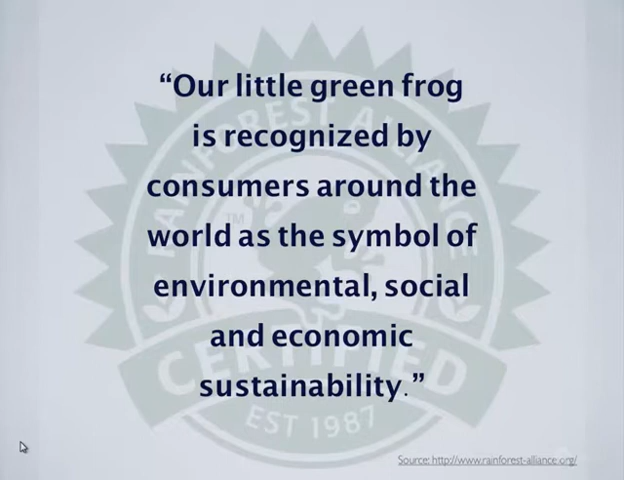 “Our little green frog
is recognized by
consumers around the
world as the symbol of
environmental, social
and economic
sustainability.”
RAINFOREST ALLIANCE
TM
CERTIFIED
EST 1987
Source: http://www.rainforest-alliance.org/